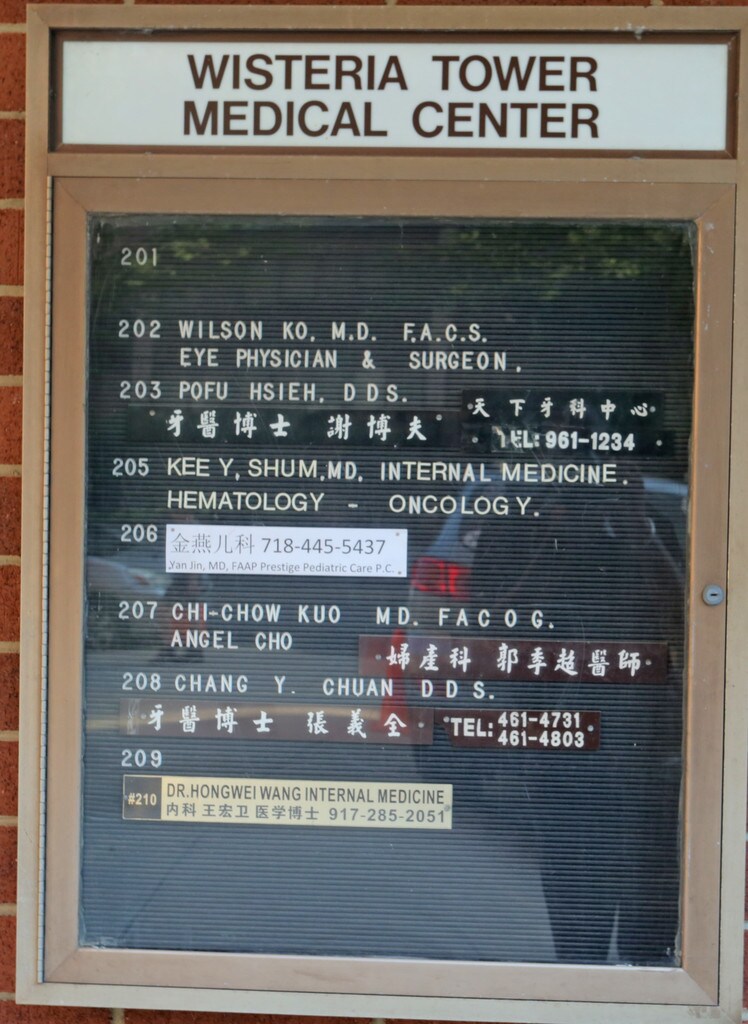 WISTERIA TOWER
MEDICAL CENTER
201
202 WILSON KO, M.D. F.A.C.S.
EYE PHYSICIAN & SURGEON.
203 POFU HSIEH, D D S.
牙醫博士 謝博夫
天下牙科中心
TEL: 961-1234
205 KEE Y, SHUM, MD, INTERNAL MEDICINE.
HEMATOLOGY - ONCOLOGY.
206 金燕儿科 718-445-5437
Yan Jin, MD, FAAP Prestige Pediatric Care P.C.
207 CHI-CHOW KUO M D. F A C O G.
ANGEL CHO
婦產科 郭季超醫師
208 CHANG Y. CHUAN D D S.
牙醫博士 張義全
TEL: 461-4731
461-4803
209
#210 DR.HONGWEI WANG INTERNAL MEDICINE
内科 王宏卫 医学博士 917-285-2051